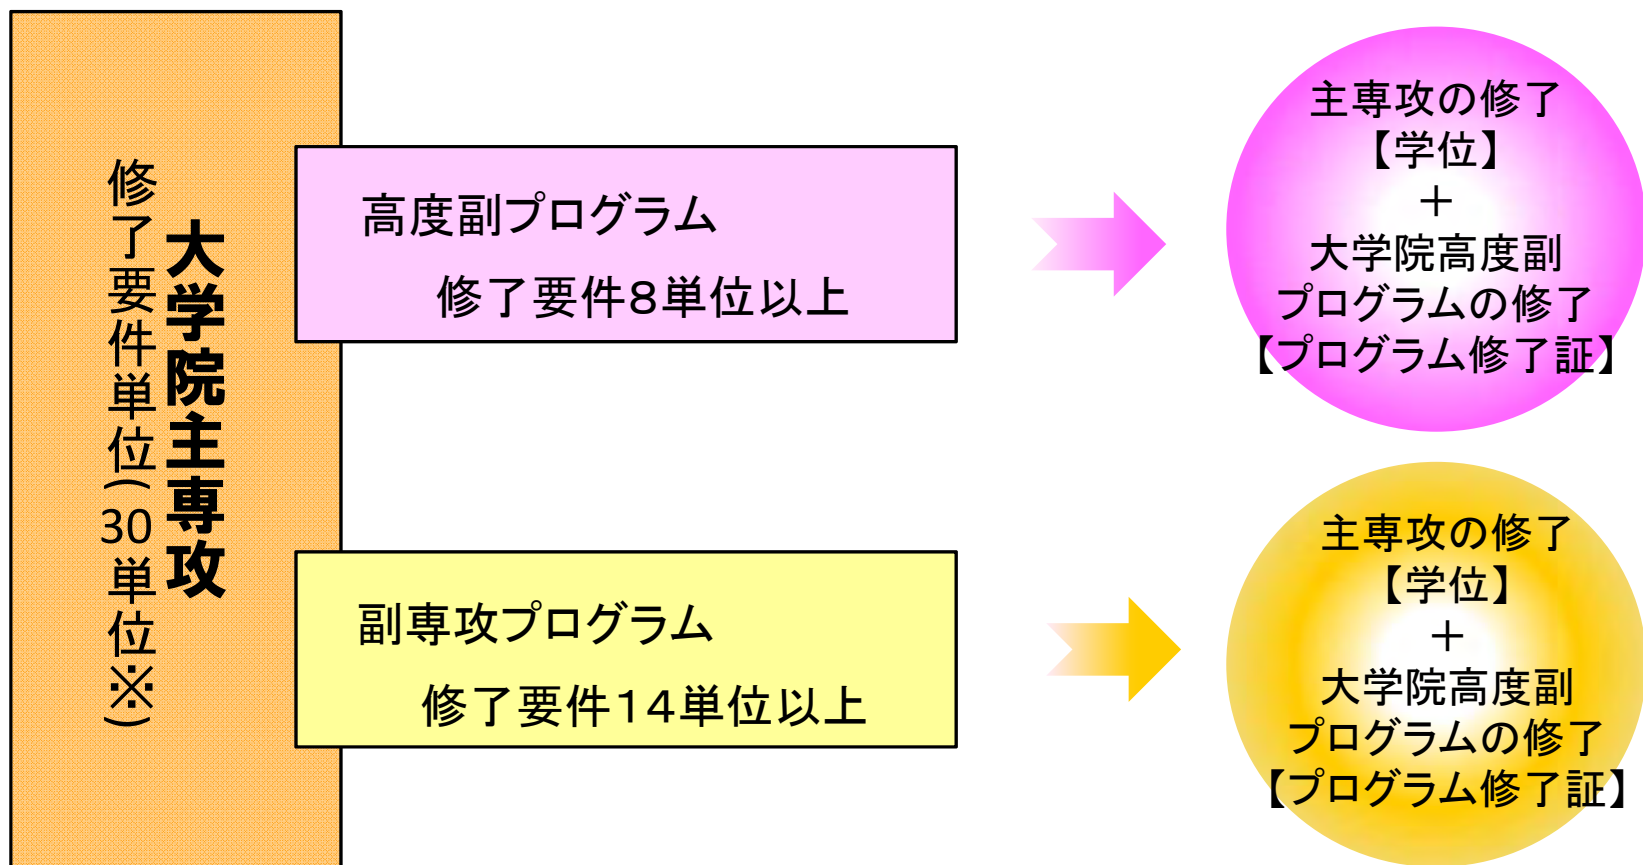 大学院主専攻
修了要件単位(30単位※)
高度副プログラム
修了要件8単位以上
主専攻の修了
【学位】
＋
大学院高度副
プログラムの修了
【プログラム修了証】
副専攻プログラム
修了要件14単位以上
主専攻の修了
【学位】
＋
大学院高度副
プログラムの修了
【プログラム修了証】